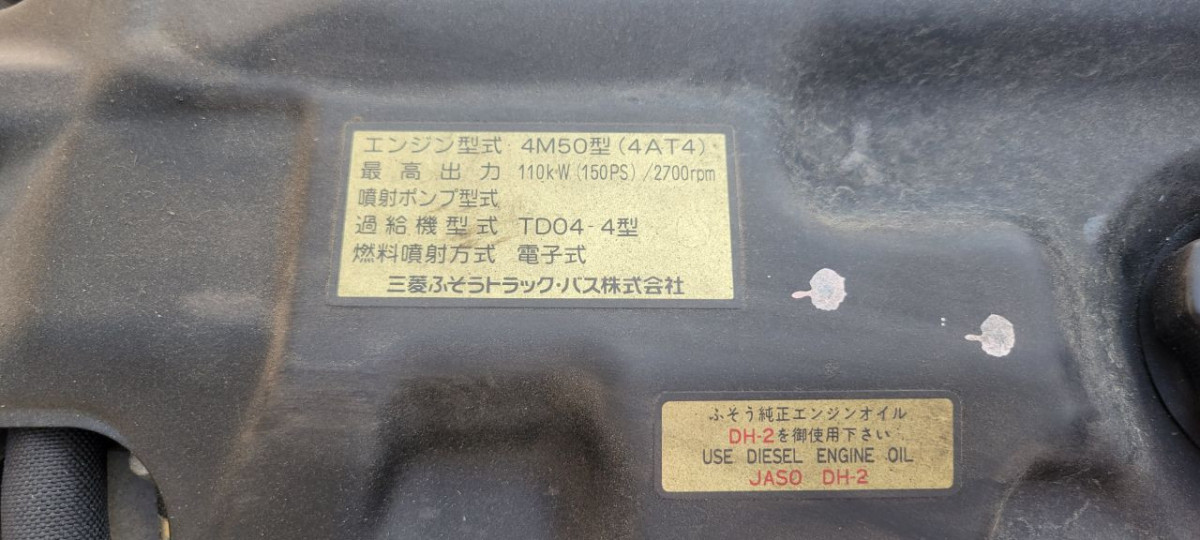 エンジン型式 4M50型(4AT4)
最高出力 110kW(150PS)/2700rpm
噴射ポンプ型式
過給機型式 TD04-4型
燃料噴射方式 電子式
三菱ふそうトラック・バス株式会社
ふそう純正エンジンオイル
DH-2を御使用下さい
USE DIESEL ENGINE OIL
JASO DH-2